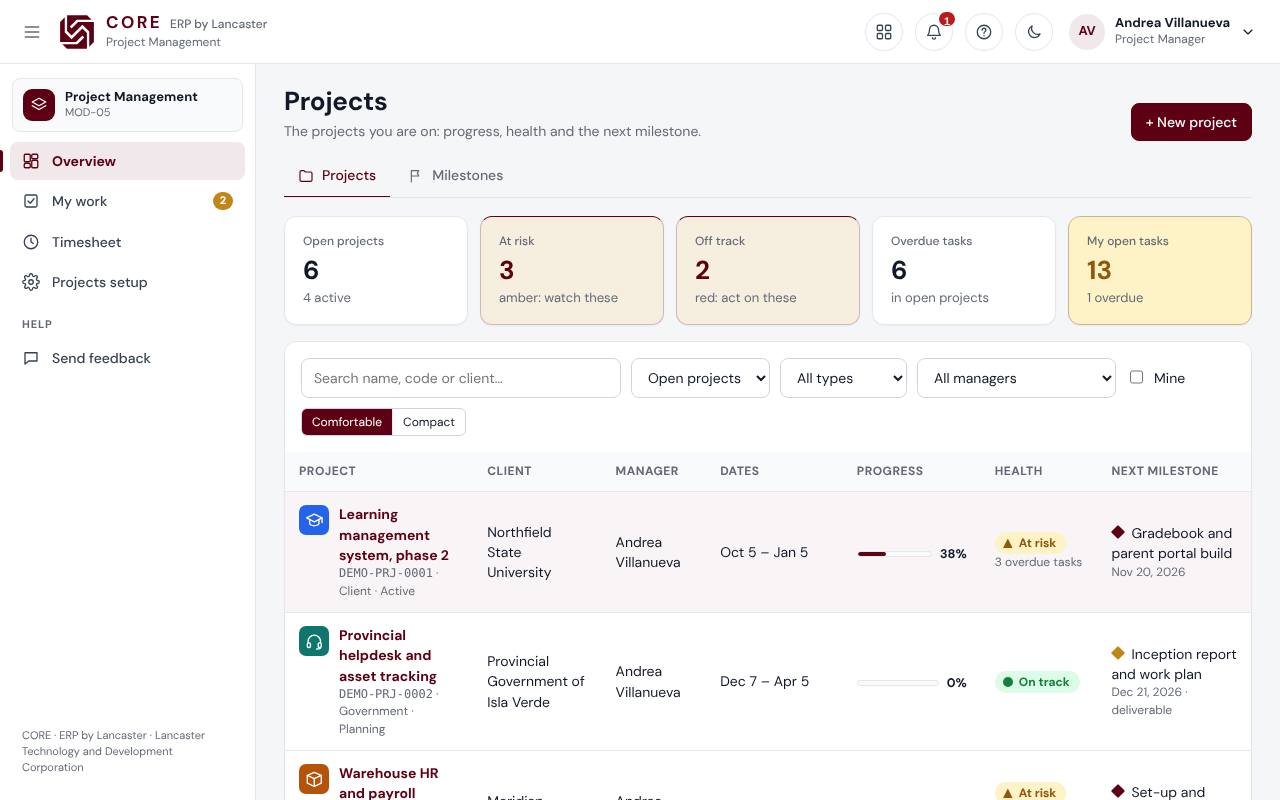 CORE ERP by Lancaster
Project Management
1
AV
Andrea Villanueva
Project Manager
Project Management
MOD-05
Overview
My work 2
Timesheet
Projects setup
HELP
Send feedback
CORE · ERP by Lancaster · Lancaster
Technology and Development
Corporation
Projects
The projects you are on: progress, health and the next milestone.
+ New project
Projects Milestones
Open projects
6
4 active
At risk
3
amber: watch these
Off track
2
red: act on these
Overdue tasks
6
in open projects
My open tasks
13
1 overdue
Search name, code or client…
Open projects
All types
All managers
Mine
Comfortable Compact
PROJECT CLIENT MANAGER DATES PROGRESS HEALTH NEXT MILESTONE
Learning
management
system, phase 2
DEMO-PRJ-0001 ·
Client · Active
Northfield
State
University
Andrea
Villanueva
Oct 5 – Jan 5
38%
At risk
3 overdue tasks
Gradebook and
parent portal build
Nov 20, 2026
Provincial
helpdesk and
asset tracking
DEMO-PRJ-0002 ·
Government ·
Planning
Provincial
Government of
Isla Verde
Andrea
Villanueva
Dec 7 – Apr 5
0%
On track
Inception report
and work plan
Dec 21, 2026 ·
deliverable
Warehouse HR
and payroll
At risk
Set-up and